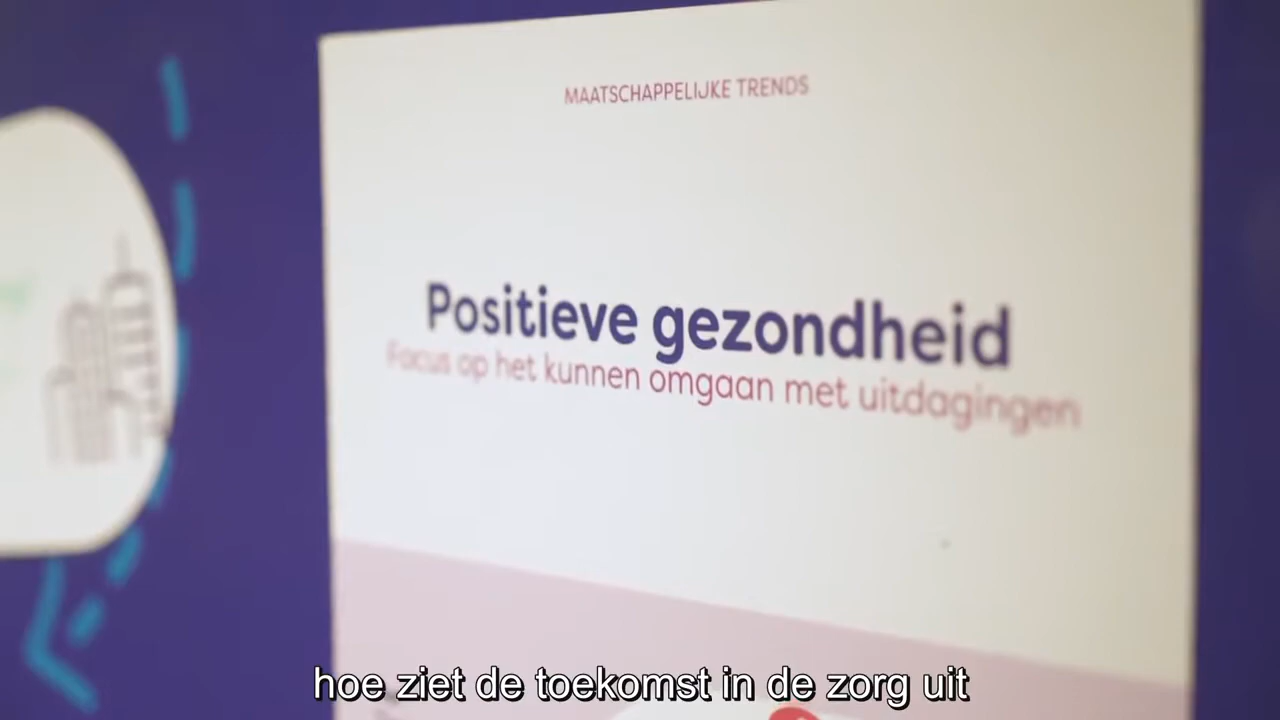 MAATSCHAPPELIJKE TRENDS
Positieve gezondheid
Focus op het kunnen omgaan met uitdagingen
hoe ziet de toekomst in de zorg uit